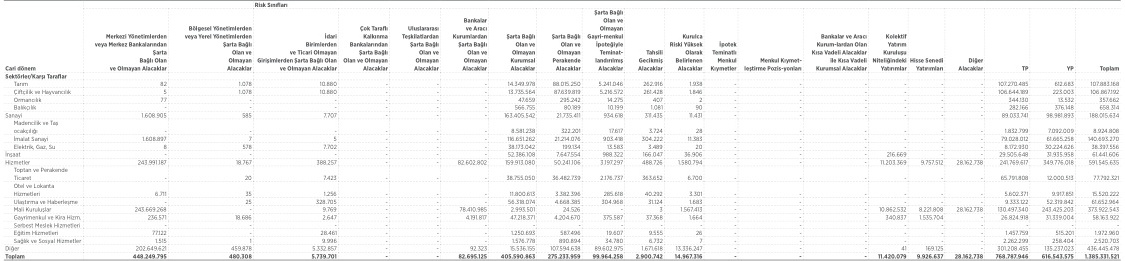 Risk Sınıfları
Cari dönem
Merkezi Yönetimlerden veya Merkez Bankalarından Şarta Bağlı Olan ve Olmayan Alacaklar
Bölgesel Yönetimlerden veya Yerel Yönetimlerden Şarta Bağlı Olan ve Olmayan Alacaklar
İdari Birimlerden ve Ticari Olmayan Girişimlerden Şarta Bağlı Olan ve Olmayan Alacaklar
Çok Taraflı Kalkınma Bankalarından Şarta Bağlı Olan ve Olmayan Alacaklar
Uluslararası Teşkilatlardan Şarta Bağlı Olan ve Olmayan Alacaklar
Bankalar ve Aracı Kurumlardan Şarta Bağlı Olan ve Olmayan Alacaklar
Şarta Bağlı Olan ve Olmayan Kurumsal Alacaklar
Şarta Bağlı Olan ve Olmayan Perakende Alacaklar
Şarta Bağlı Olan ve Olmayan Gayri-menkul İpoteğiyle Teminat-landırılmış Alacaklar
Tahsili Gecikmiş Alacaklar
Kurulca Riski Yüksek Olarak Belirlenen Alacaklar
İpotek Teminatlı Menkul Kıymetler
Menkul Kıymet-leştirme Pozis-yonları
Bankalar ve Aracı Kurum-lardan Olan Kısa Vadeli Alacaklar ile Kısa Vadeli Kurumsal Alacaklar
Kolektif Yatırım Kuruluşu Niteliğindeki Yatırımlar
Hisse Senedi Yatırımları
Diğer Alacaklar
TP
YP
Toplam
Sektörler/Karşı Taraflar
Tarım 82 1.078 10.880 - - - 14.349.978 88.015.250 5.241.046 262.916 1.938 - - - - - - 107.270.485 612.683 107.883.168
Çiftçilik ve Hayvancılık 5 1.078 10.880 - - - 13.735.564 87.639.819 5.216.572 261.428 1.846 - - - - - - 106.644.189 223.003 106.867.192
Ormancılık 77 - - - - - 47.659 295.242 14.275 407 2 - - - - - - 344.130 13.532 357.662
Balıkçılık - - - - - - 566.755 80.189 10.199 1.081 90 - - - - - - 282.166 376.148 658.314
Sanayi 1.608.905 585 7.707 - - - 163.405.542 21.735.411 934.618 311.435 11.431 - - - - - - 89.033.741 98.981.893 188.015.634
Madencilik ve Taş
ocakçılığı - - - - - - 8.581.238 322.201 17.617 3.724 28 - - - - - - 1.832.799 7.092.009 8.924.808
İmalat Sanayi 1.608.897 7 5 - - - 116.651.262 21.214.076 903.418 304.222 11.383 - - - - - - 79.028.012 61.665.258 140.693.270
Elektrik, Gaz, Su 8 578 7.702 - - - 38.173.042 199.134 13.583 3.489 20 - - - - - - 8.172.930 30.224.626 38.397.556
İnşaat - - - - - - 52.386.108 7.647.554 988.322 166.047 36.906 - - - 216.669 - - 29.505.648 31.935.958 61.441.606
Hizmetler 243.991.187 18.767 388.257 - - 82.602.802 159.913.080 50.241.106 3.197.297 488.726 1.580.794 - - - 11.203.369 9.757.512 28.162.738 241.769.617 349.776.018 591.545.635
Toptan ve Perakende
Ticaret - 20 7.423 - - - 38.755.050 36.482.739 2.176.737 363.652 6.700 - - - - - - 65.791.808 12.000.513 77.792.321
Otel ve Lokanta
Hizmetleri 6.711 35 1.256 - - - 11.800.613 3.382.396 285.618 40.292 3.301 - - - - - - 5.602.371 9.917.851 15.520.222
Ulaştırma ve Haberleşme - 25 328.705 - - - 56.318.074 4.668.385 304.968 31.124 1.683 - - - - - - 9.333.122 52.319.842 61.652.964
Mali Kuruluşlar 243.669.268 - 9.769 - - 78.410.985 2.993.501 24.526 - 3 1.567.413 - - - 10.862.532 8.221.808 28.162.738 130.497.340 243.425.203 373.922.543
Gayrimenkul ve Kira Hizm. 236.571 18.686 2.647 - - 4.191.817 47.218.371 4.204.670 375.587 37.368 1.664 - - - 340.837 1.535.704 - 26.824.918 31.339.004 58.163.922
Serbest Meslek Hizmetleri - - - - - - - - - - - - - - - - - - - -
Eğitim Hizmetleri 77.122 - 28.461 - - - 1.250.693 587.496 19.607 9.555 26 - - - - - - 1.457.759 515.201 1.972.960
Sağlık ve Sosyal Hizmetler 1.515 - 9.996 - - - 1.576.778 890.894 34.780 6.732 7 - - - - - - 2.262.299 258.404 2.520.703
Diğer 202.649.621 459.878 5.332.857 - - 92.323 15.536.155 107.594.638 89.602.975 1.671.618 13.336.247 - - - 41 169.125 - 301.208.455 135.237.023 436.445.478
Toplam 448.249.795 480.308 5.739.701 - - 82.695.125 405.590.863 275.233.959 99.964.258 2.900.742 14.967.316 - - - 11.420.079 9.926.637 28.162.738 768.787.946 616.543.575 1.385.331.521